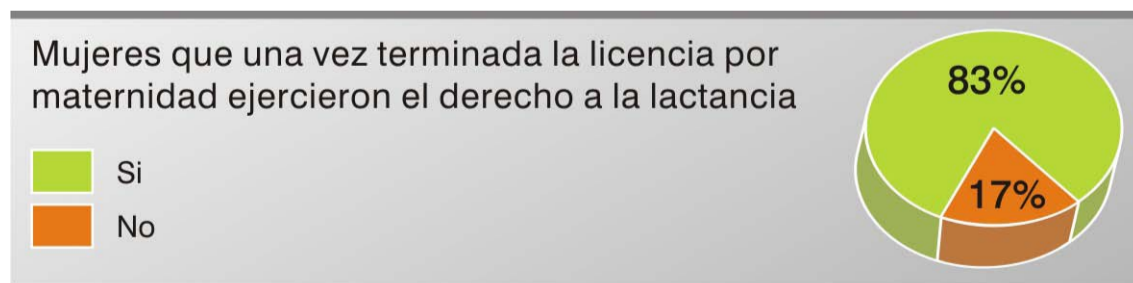 Mujeres que una vez terminada la licencia por
maternidad ejercieron el derecho a la lactancia
Si
No
83%
17%